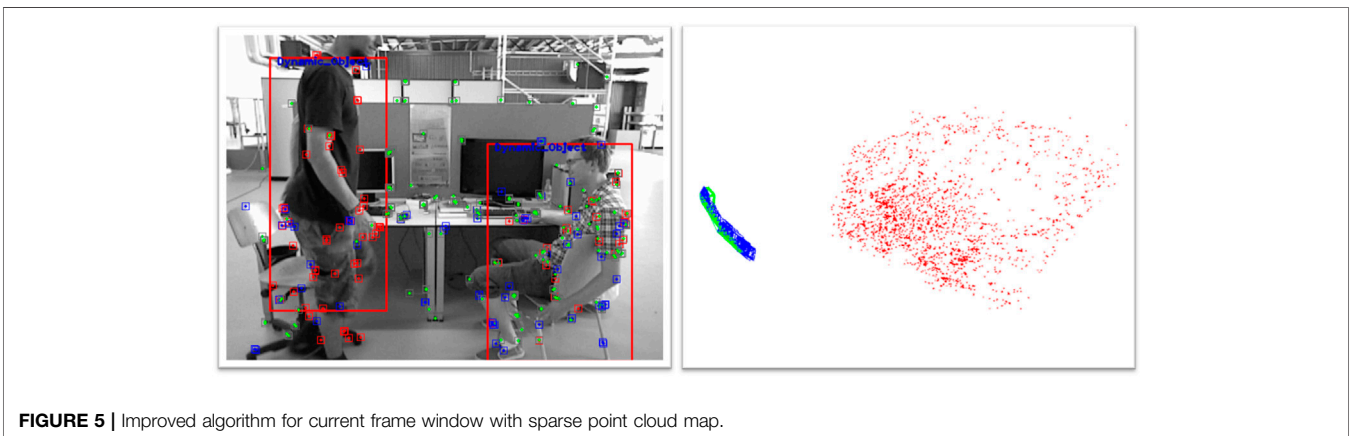 Dynamic_Object
Dynamic_Object
FIGURE 5 | Improved algorithm for current frame window with sparse point cloud map.